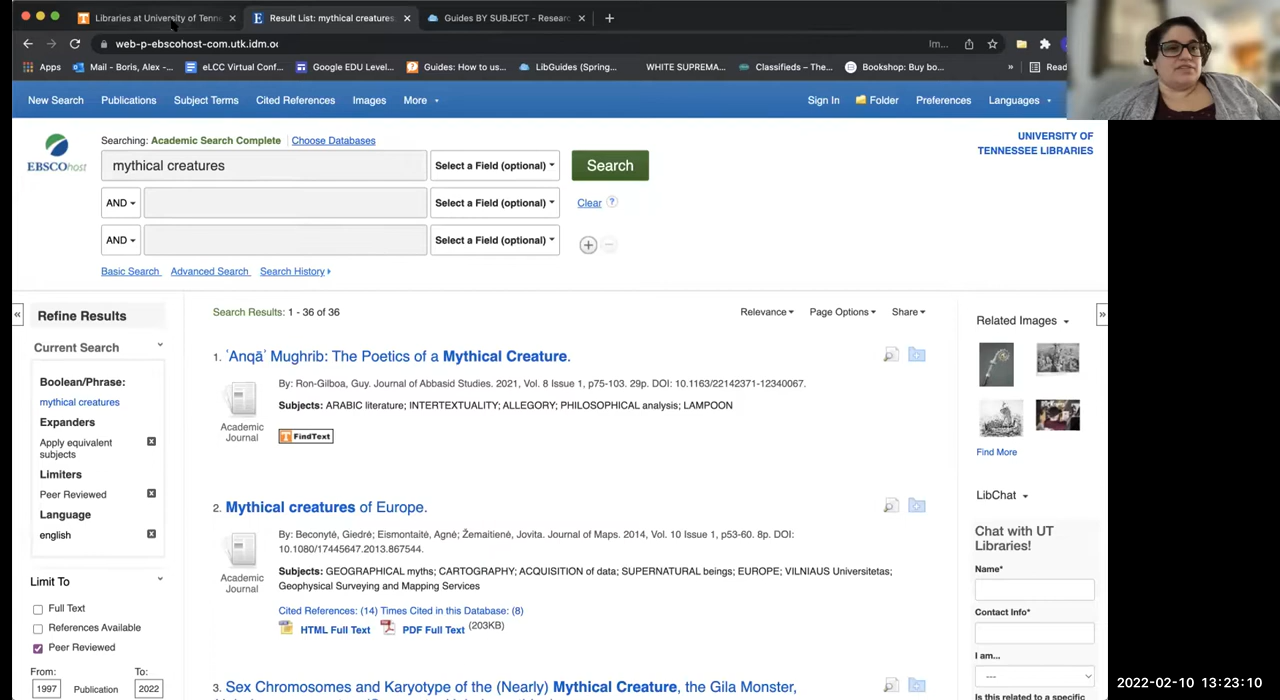 Libraries at University of Tenne
Result List: mythical creatures
Guides BY SUBJECT - Researc
web-p-ebscohost-com.utk.idm.oc
Im...
Apps
Mail - Boris, Alex -...
eLCC Virtual Conf...
Google EDU Level...
Guides: How to us...
LibGuides (Spring...
WHITE SUPREMA...
Classifieds – The...
Bookshop: Buy bo...
»
Read
New Search
Publications
Subject Terms
Cited References
Images
More
Sign In
Folder
Preferences
Languages
EBSCOhost
Searching: Academic Search Complete
Choose Databases
UNIVERSITY OF
TENNESSEE LIBRARIES
mythical creatures
Select a Field (optional)
Search
AND
Select a Field (optional)
Clear
?
AND
Select a Field (optional)
Basic Search
Advanced Search
Search History
«
Refine Results
Current Search
Boolean/Phrase:
mythical creatures
Expanders
Apply equivalent
subjects
Limiters
Peer Reviewed
Language
english
Limit To
Full Text
References Available
Peer Reviewed
From:
To:
1997
Publication
2022
Search Results: 1 - 36 of 36
Relevance
Page Options
Share
1. ʿAnqāʾ Mughrib: The Poetics of a Mythical Creature.
By: Ron-Gilboa, Guy. Journal of Abbasid Studies. 2021, Vol. 8 Issue 1, p75-103. 29p. DOI: 10.1163/22142371-12340067.
Subjects: ARABIC literature; INTERTEXTUALITY; ALLEGORY; PHILOSOPHICAL analysis; LAMPOON
Academic
Journal
T FindText
2. Mythical creatures of Europe.
By: Beconytė, Giedrė; Eismontaitė, Agnė; Žemaitienė, Jovita. Journal of Maps. 2014, Vol. 10 Issue 1, p53-60. 8p. DOI:
10.1080/17445647.2013.867544.
Subjects: GEOGRAPHICAL myths; CARTOGRAPHY; ACQUISITION of data; SUPERNATURAL beings; EUROPE; VILNIAUS Universitetas;
Geophysical Surveying and Mapping Services
Academic
Journal
Cited References: (14) Times Cited in this Database: (8)
HTML Full Text
PDF Full Text (203KB)
3. Sex Chromosomes and Karyotype of the (Nearly) Mythical Creature, the Gila Monster,
»
Related Images
Find More
LibChat
Chat with UT
Libraries!
Name*
Contact Info*
I am...
---
Is this related to a specific
2022-02-10 13:23:10